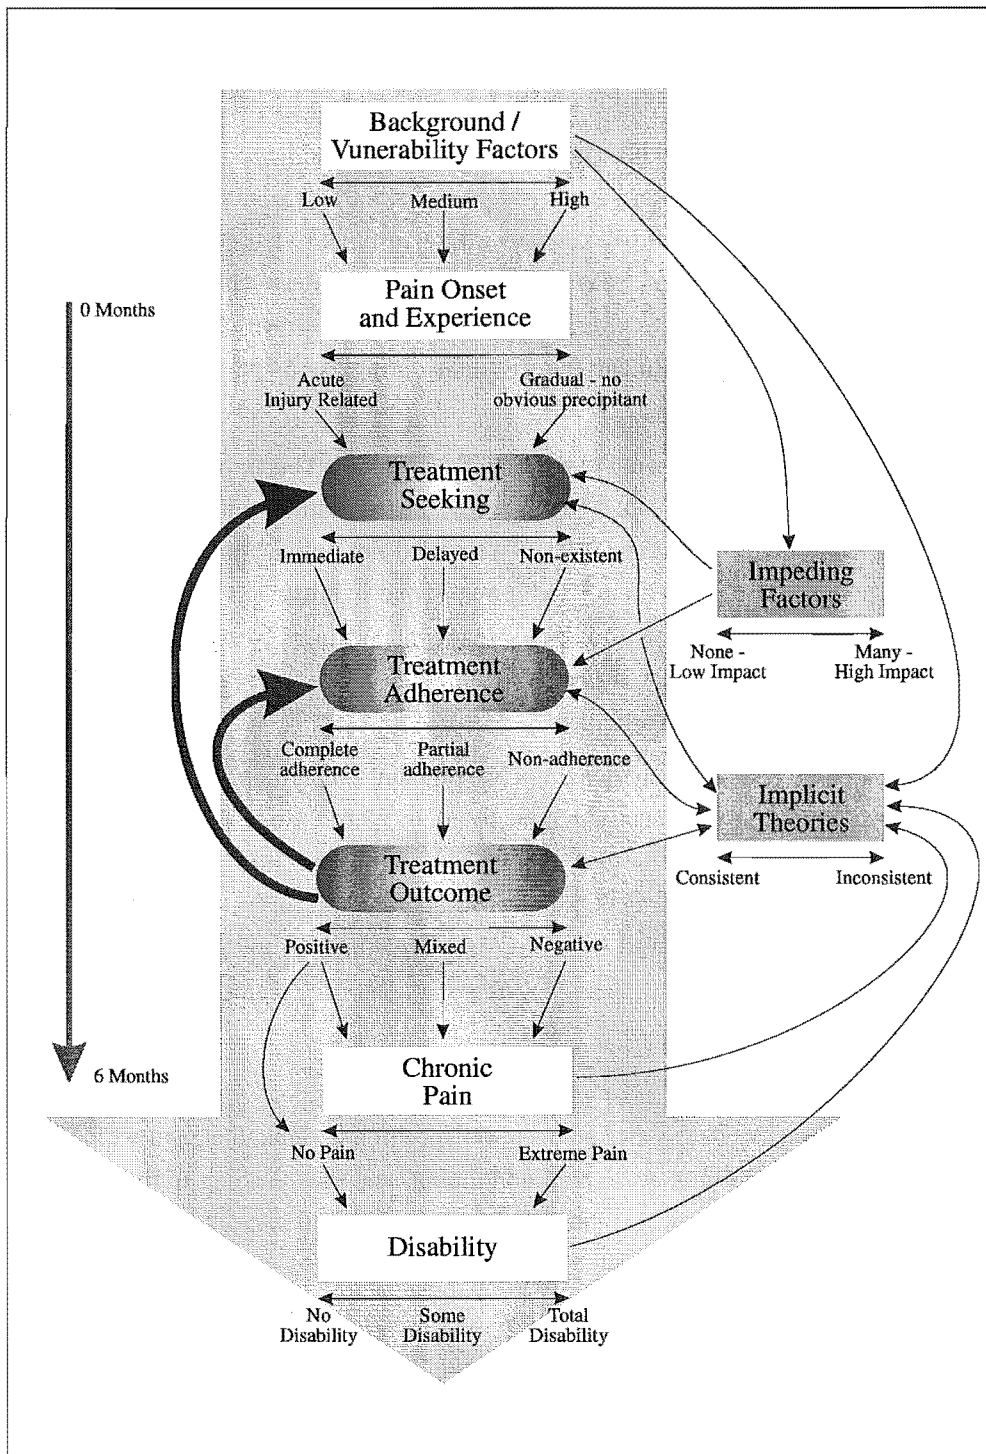 Background /
Vunerability Factors
Low Medium High
Pain Onset
and Experience
0 Months
Acute
Injury Related
Gradual - no
obvious precipitant
Treatment
Seeking
Immediate Delayed Non-existent
Impeding
Factors
None -
Low Impact
Many -
High Impact
Treatment
Adherence
Complete
adherence
Partial
adherence
Non-adherence
Implicit
Theories
Consistent Inconsistent
Treatment
Outcome
Positive Mixed Negative
Chronic
Pain
6 Months
No Pain Extreme Pain
Disability
No
Disability
Some
Disability
Total
Disability